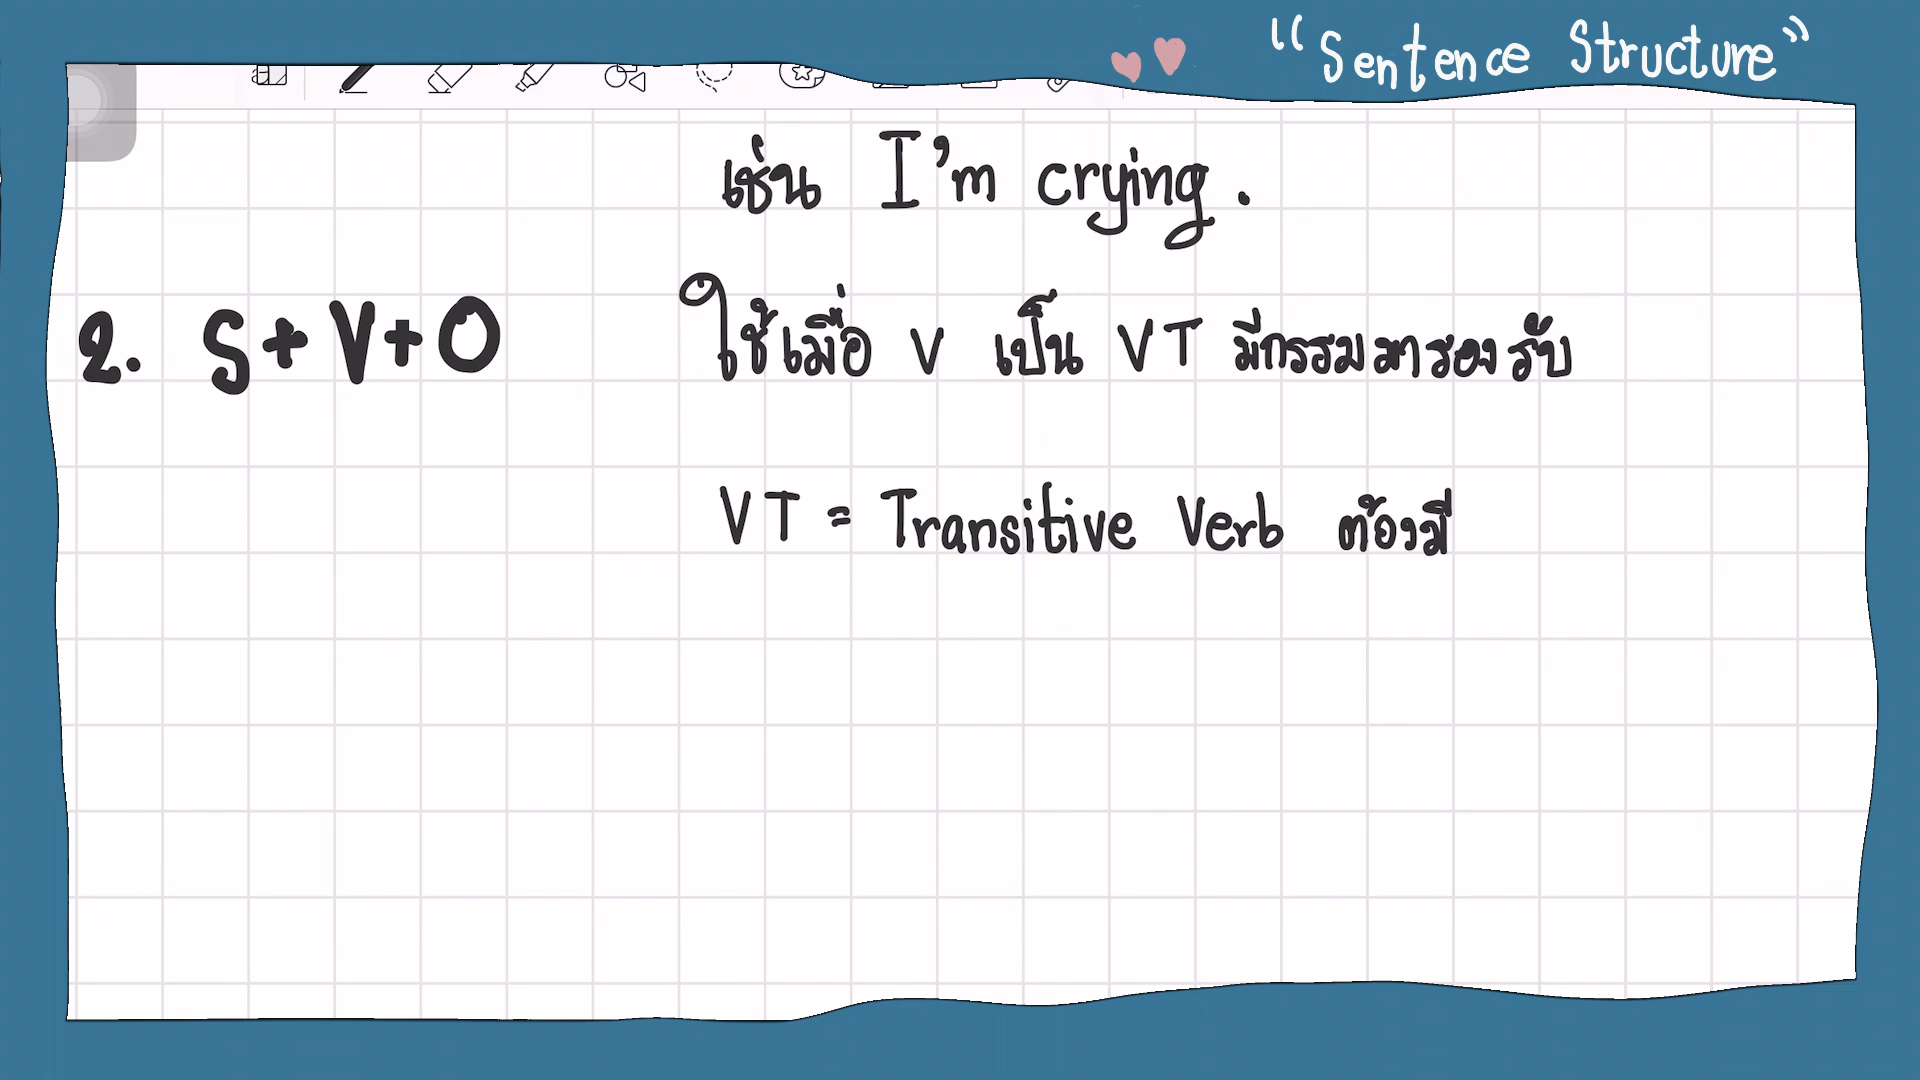 "Sentence Structure"
เช่น I'm crying.
2. S+V+O ใช้เมื่อ V เป็น VT มีกรรมมารองรับ
VT = Transitive Verb ต้องมี